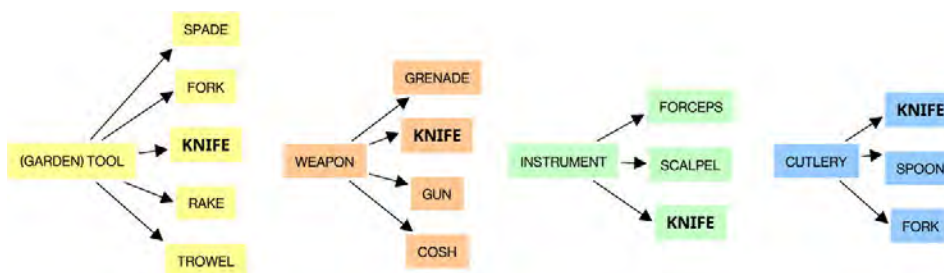 (GARDEN) TOOL
SPADE
FORK
KNIFE
RAKE
TROWEL
WEAPON
GRENADE
KNIFE
GUN
COSH
INSTRUMENT
FORCEPS
SCALPEL
KNIFE
CUTLERY
KNIFE
SPOON
FORK